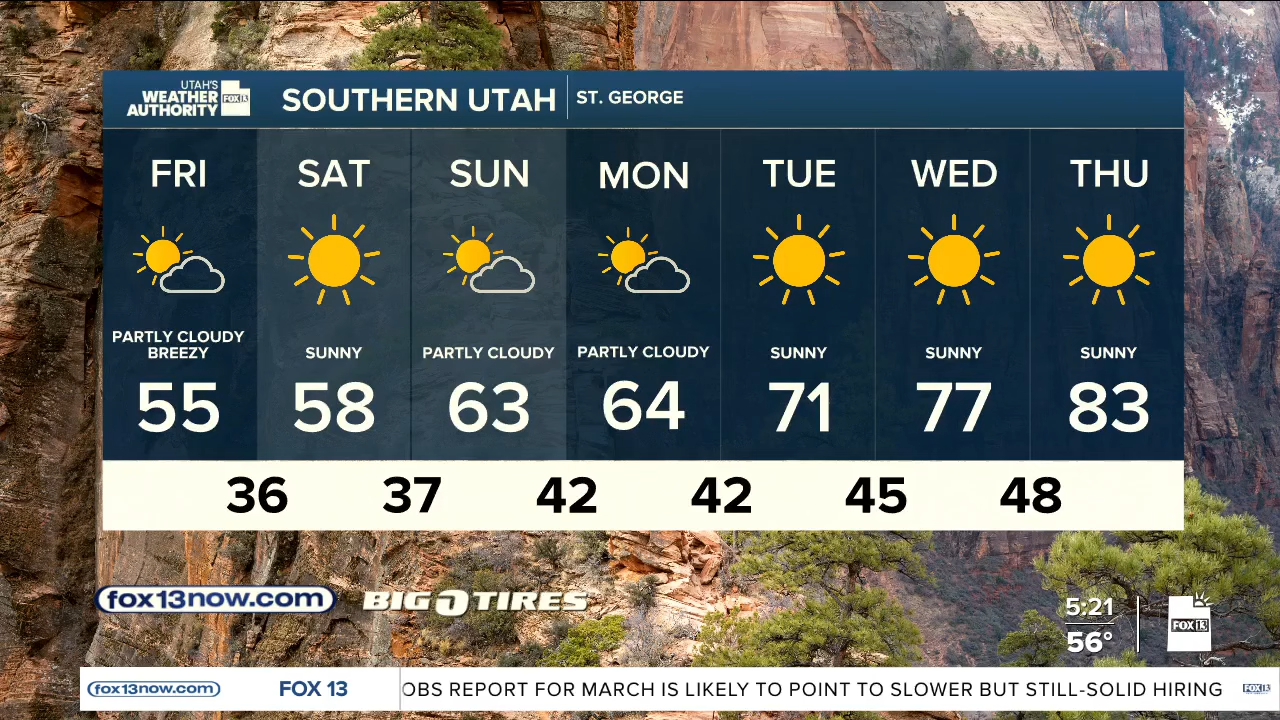 UTAH'S
WEATHER
AUTHORITY
FOX 13
SOUTHERN UTAH
ST. GEORGE
FRI SAT SUN MON TUE WED THU
PARTLY CLOUDY
BREEZY
SUNNY
PARTLY CLOUDY
PARTLY CLOUDY
SUNNY
SUNNY
SUNNY
55 58 63 64 71 77 83
36 37 42 42 45 48
fox13now.com
BIG O TIRES
5:21
56°
FOX 13
fox13now.com
FOX 13
OBS REPORT FOR MARCH IS LIKELY TO POINT TO SLOWER BUT STILL-SOLID HIRING
FOX 13